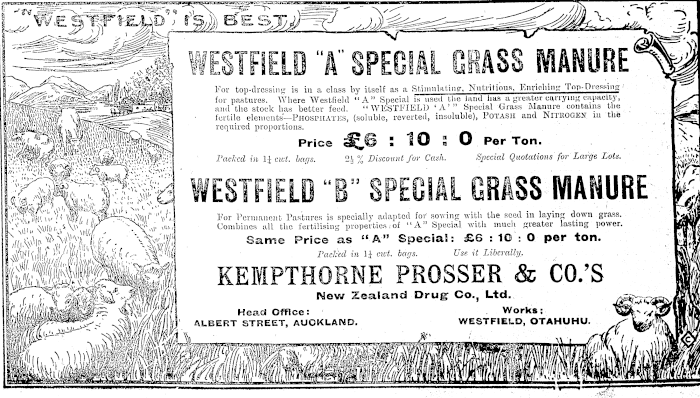 "WESTFIELD" IS BEST.
WESTFIELD "A" SPECIAL GRASS MANURE
For top-dressing is in a class by itself as a Stimulating, Nutritious, Enriching Top-Dressing
for pastures. Where Westfield "A" Special is used the land has a greater carrying capacity,
and the stock has better feed. "WESTFIELD 'A'" Special Grass Manure contains the
fertile elements—PHOSPHATES, (soluble, reverted, insoluble), POTASH and NITROGEN in the
required proportions.
Price £6 : 10 : 0 Per Ton.
Packed in 1¼ cwt. bags. 2½ % Discount for Cash. Special Quotations for Large Lots.
WESTFIELD "B" SPECIAL GRASS MANURE
For Permanent Pastures is specially adapted for sowing with the seed in laying down grass.
Combines all the fertilising properties of "A" Special with much greater lasting power.
Same Price as "A" Special: £6 : 10 : 0 per ton.
Packed in 1¼ cwt. bags. Use it Liberally.
KEMPTHORNE PROSSER & CO.'S
New Zealand Drug Co., Ltd.
Head Office: Works:
ALBERT STREET, AUCKLAND. WESTFIELD, OTAHUHU.